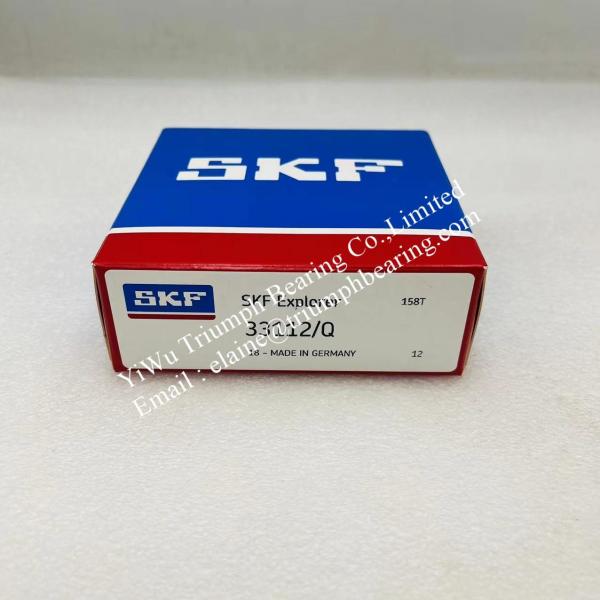 SKF
SKF
SKF Explorer
158T
33112/Q
18 - MADE IN GERMANY
12
YiWu Triumph Bearing Co.,Limited
Email : elaine@triumphbearing.com